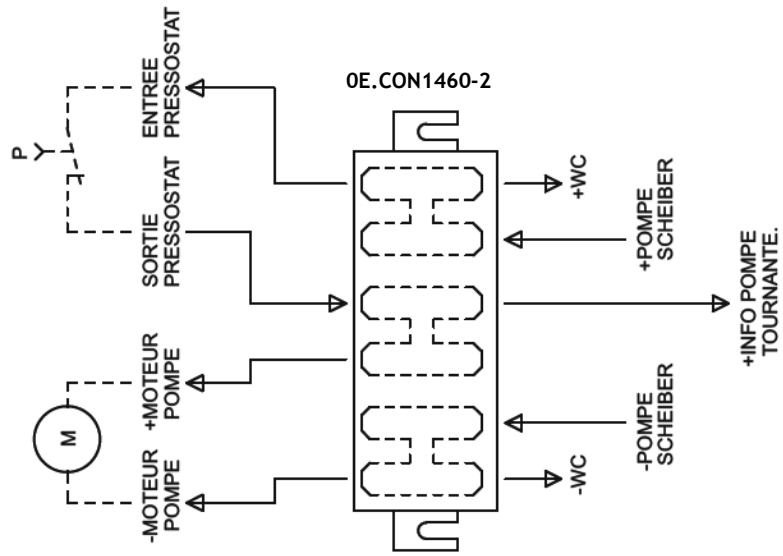 P
ENTREE
PRESSOSTAT
0E.CON1460-2
SORTIE
PRESSOSTAT
+MOTEUR
POMPE
M
-MOTEUR
POMPE
+WC
+POMPE
SCHEIBER
+INFO POMPE
TOURNANTE.
-POMPE
SCHEIBER
-WC